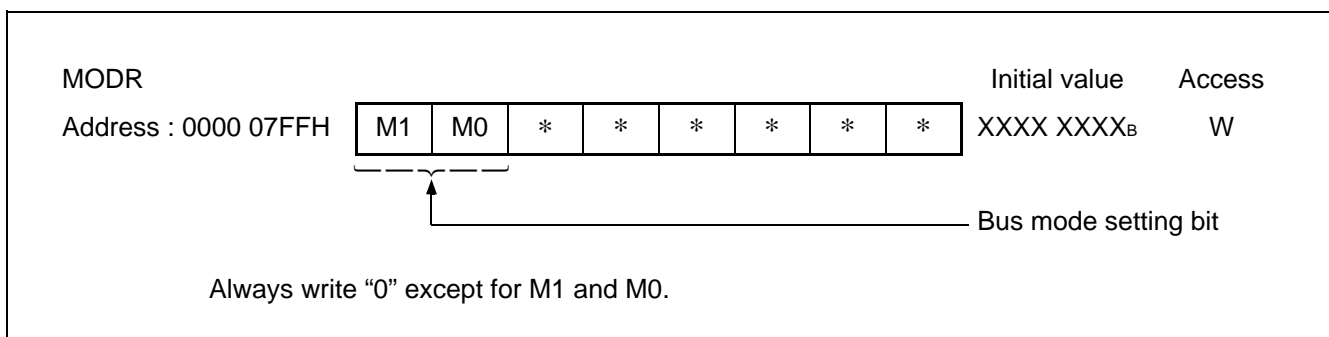 MODR Initial value Access
Address : 0000 07FFH M1 M0 * * * * * * XXXX XXXXB W
Bus mode setting bit
Always write “0” except for M1 and M0.